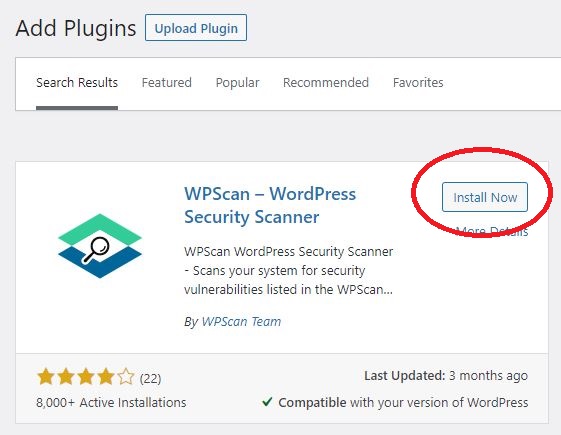 Add Plugins
Upload Plugin
Search Results
Featured
Popular
Recommended
Favorites
WPScan – WordPress
Security Scanner
Install Now
More Details
WPScan WordPress Security Scanner
- Scans your system for security
vulnerabilities listed in the WPScan...
By WPScan Team
(22)
Last Updated: 3 months ago
8,000+ Active Installations
Compatible with your version of WordPress